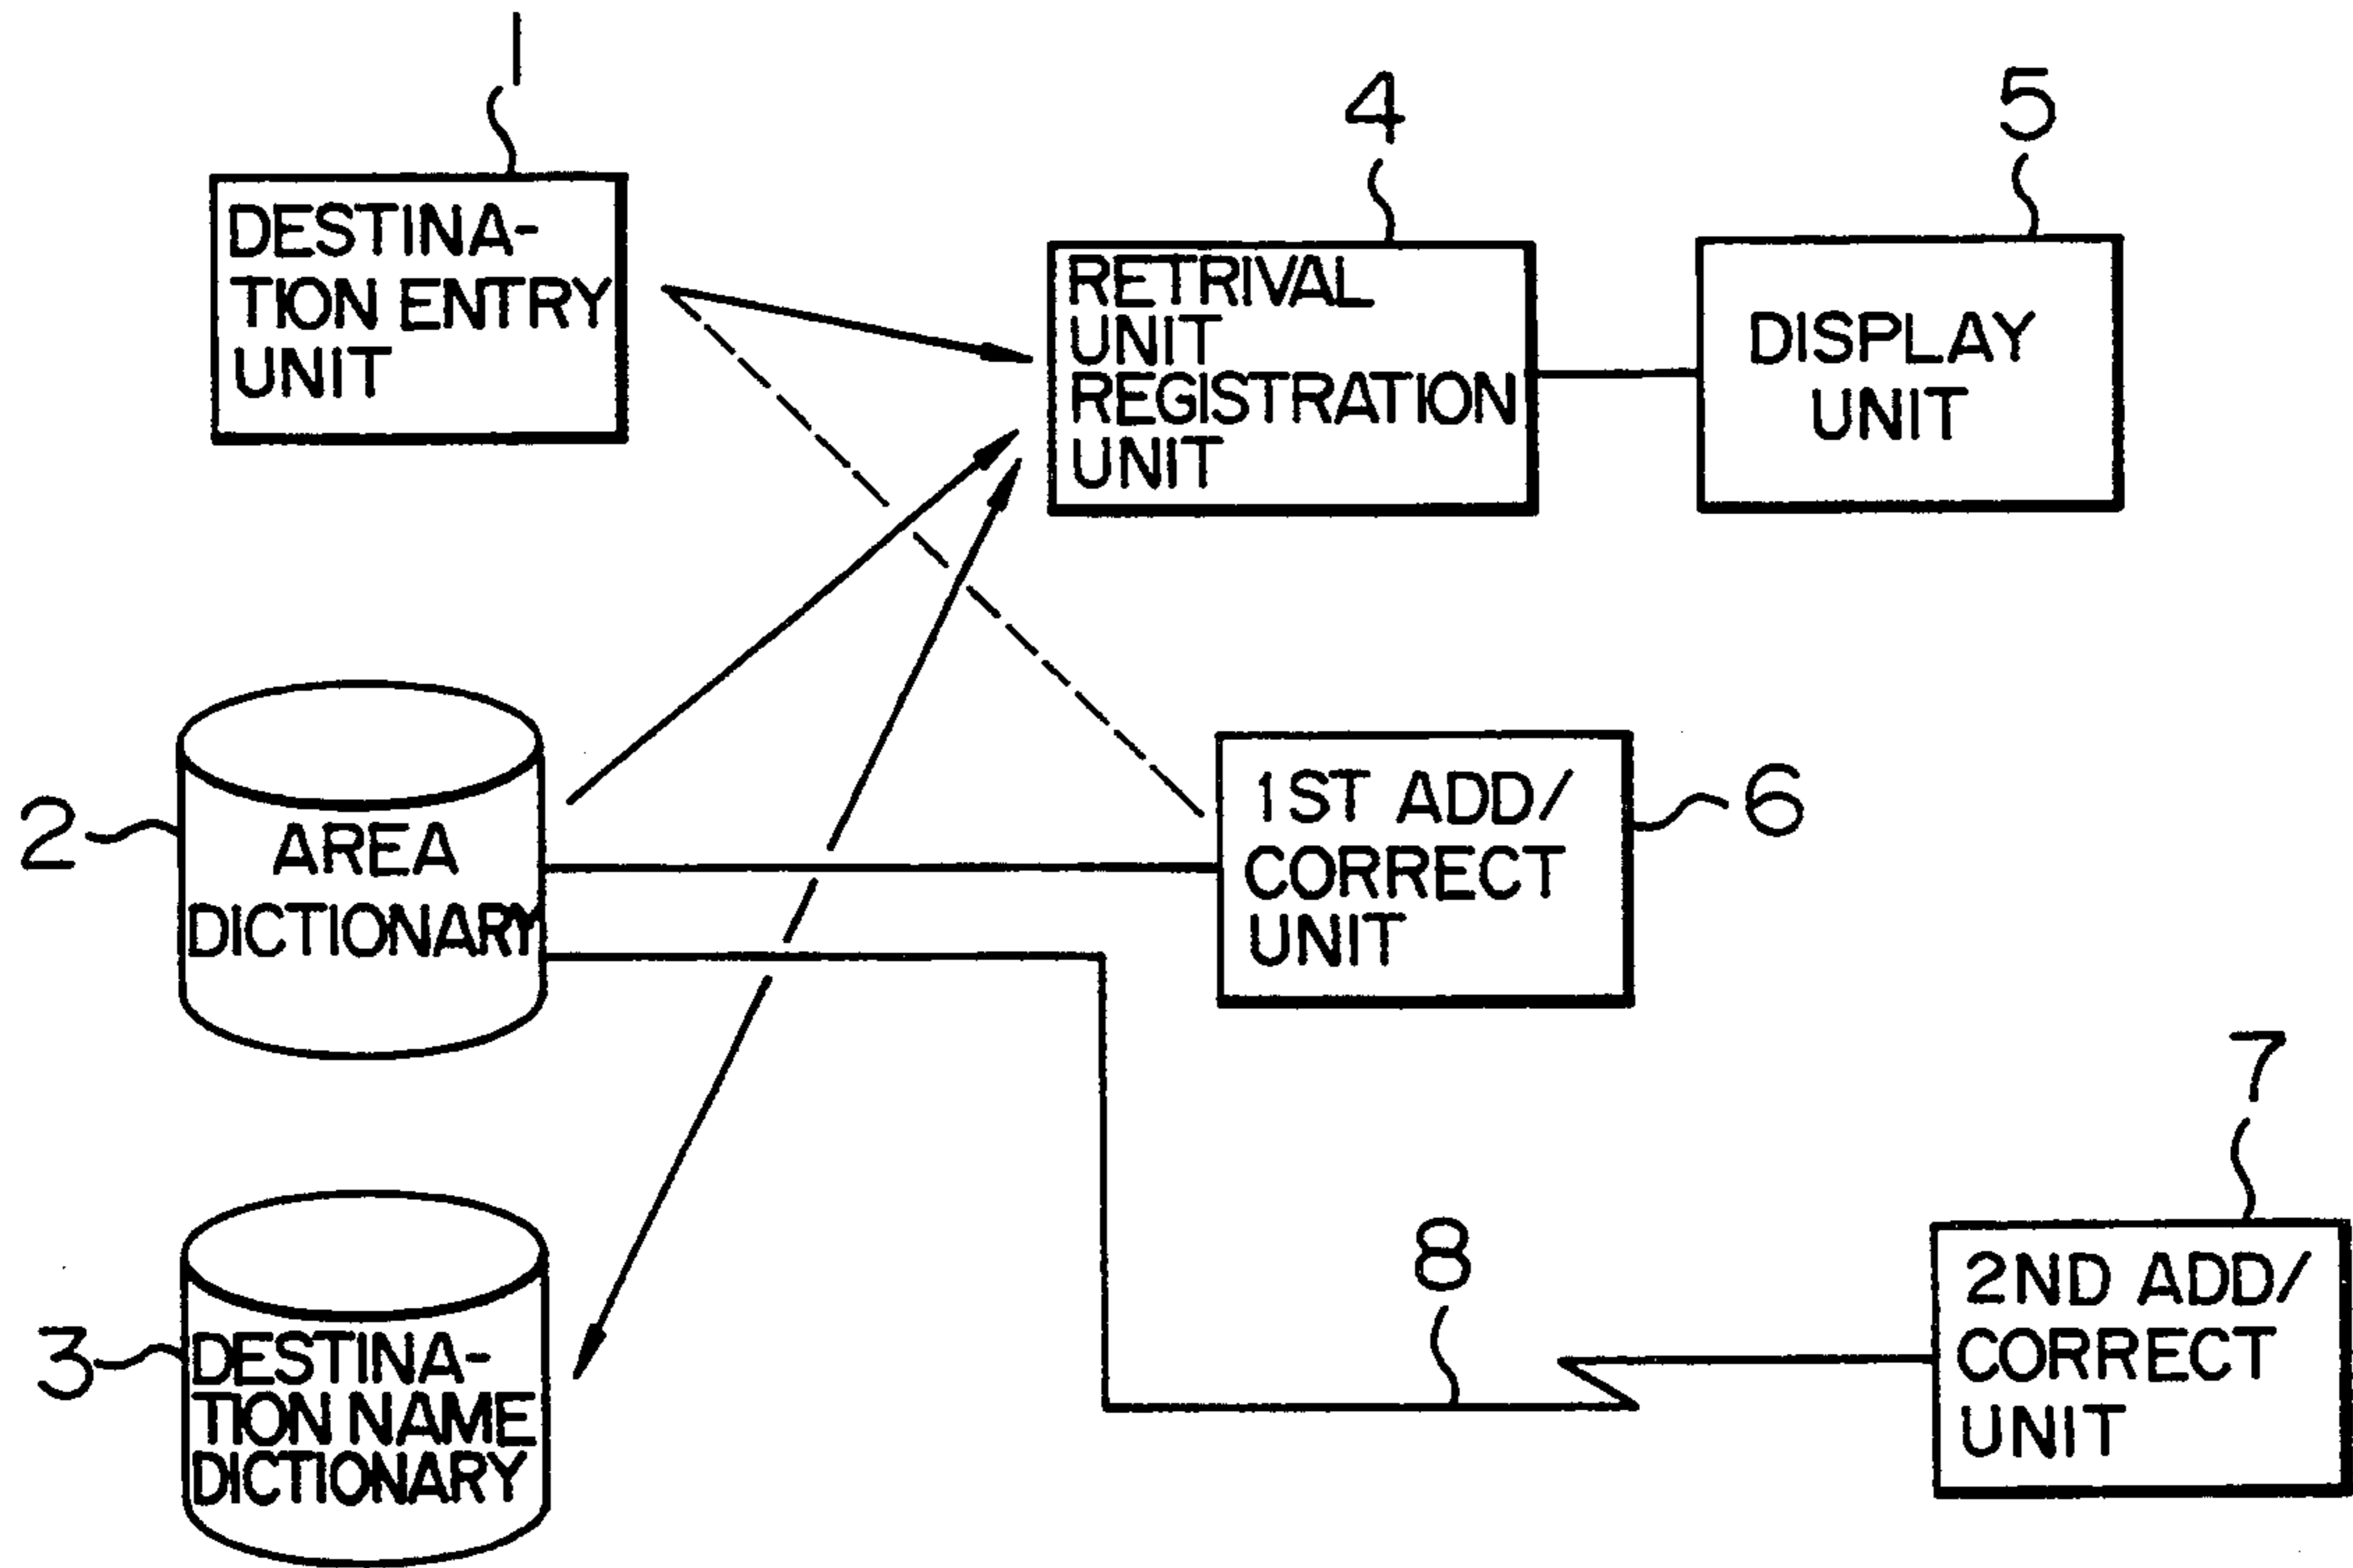 1
DESTINA-
TION ENTRY
UNIT
4
RETRIVAL
UNIT
REGISTRATION
UNIT
5
DISPLAY
UNIT
2
AREA
DICTIONARY
1ST ADD/
CORRECT
UNIT
6
3
DESTINA-
TION NAME
DICTIONARY
8
7
2ND ADD/
CORRECT
UNIT